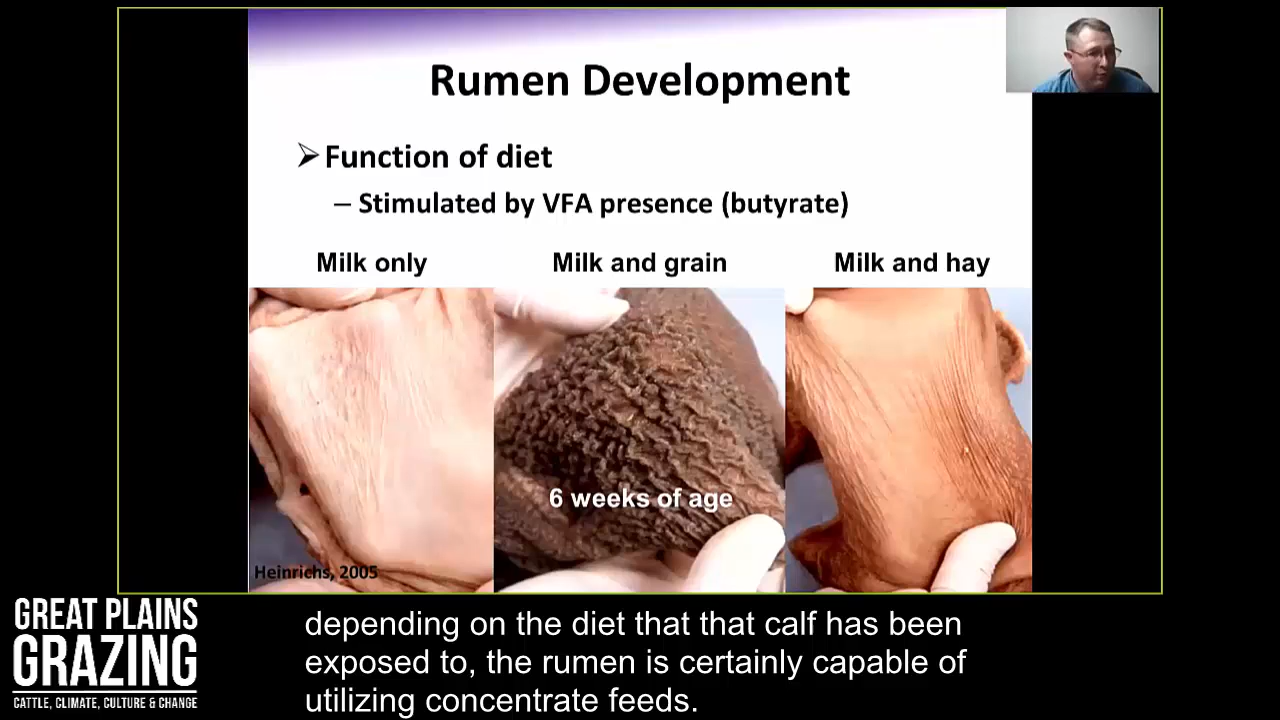 Rumen Development
➢ Function of diet
– Stimulated by VFA presence (butyrate)
Milk only
Milk and grain
Milk and hay
6 weeks of age
Heinrichs, 2005
GREAT PLAINS
GRAZING
CATTLE, CLIMATE, CULTURE & CHANGE
depending on the diet that that calf has been
exposed to, the rumen is certainly capable of
utilizing concentrate feeds.